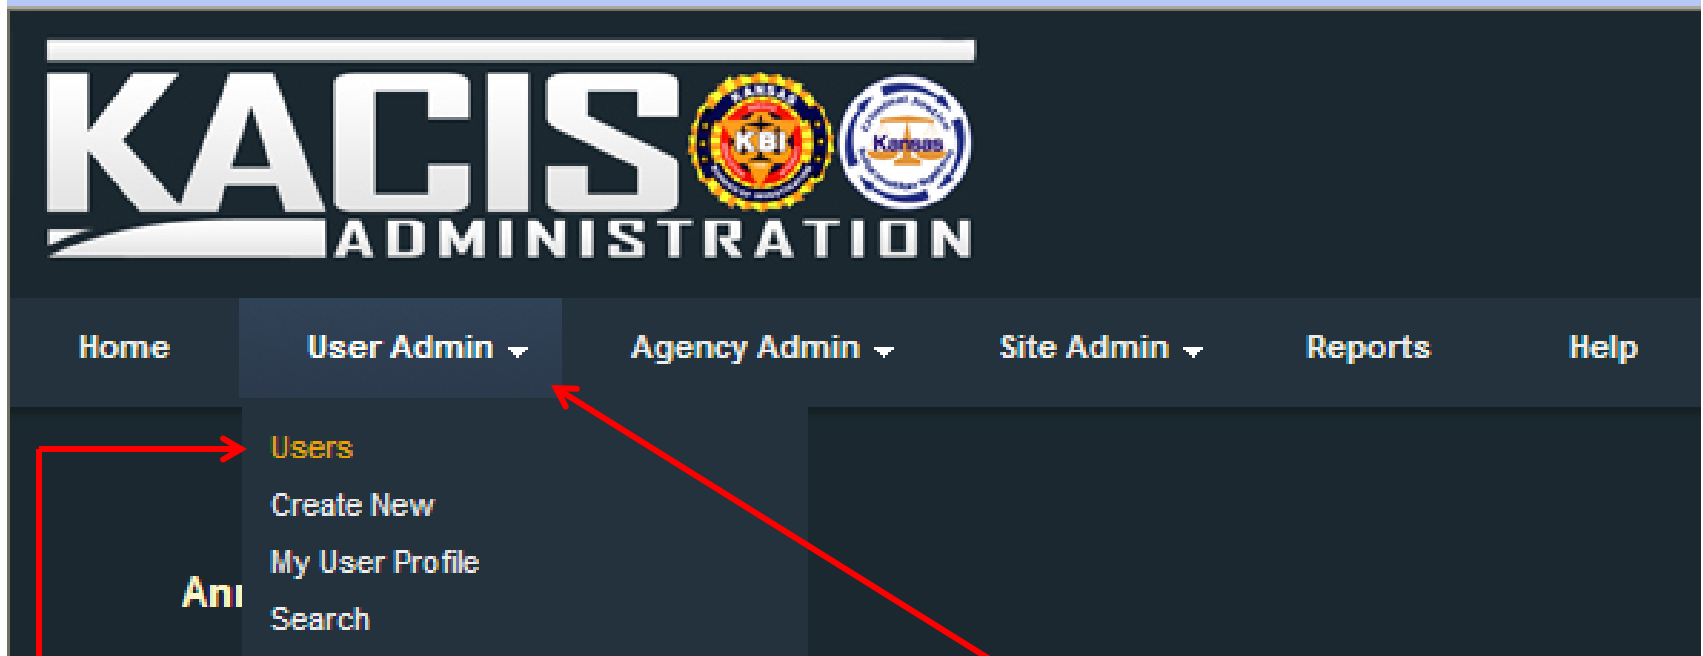 KACIS
KANSAS
KBI
Kansas
ADMINISTRATION
Home User Admin Agency Admin Site Admin Reports Help
Users
Create New
My User Profile
Search